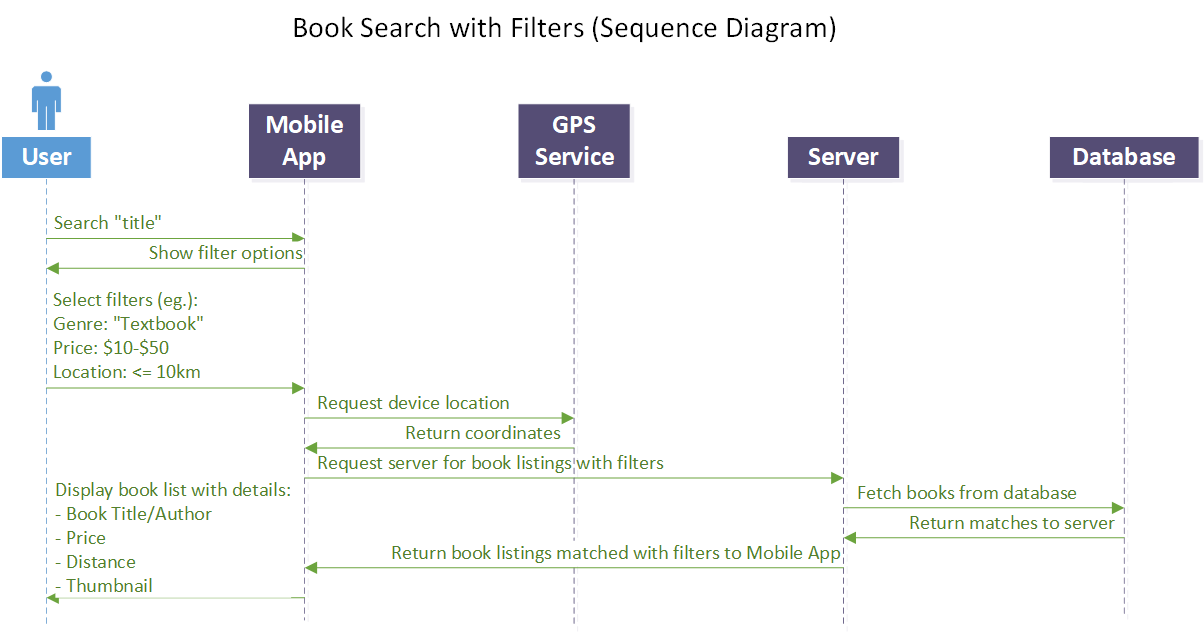 Book Search with Filters (Sequence Diagram)
User
Mobile
App
GPS
Service
Server
Database
Search "title"
Show filter options
Select filters (eg.):
Genre: "Textbook"
Price: $10-$50
Location: <= 10km
Request device location
Return coordinates
Request server for book listings with filters
Fetch books from database
Return matches to server
Return book listings matched with filters to Mobile App
Display book list with details:
- Book Title/Author
- Price
- Distance
- Thumbnail